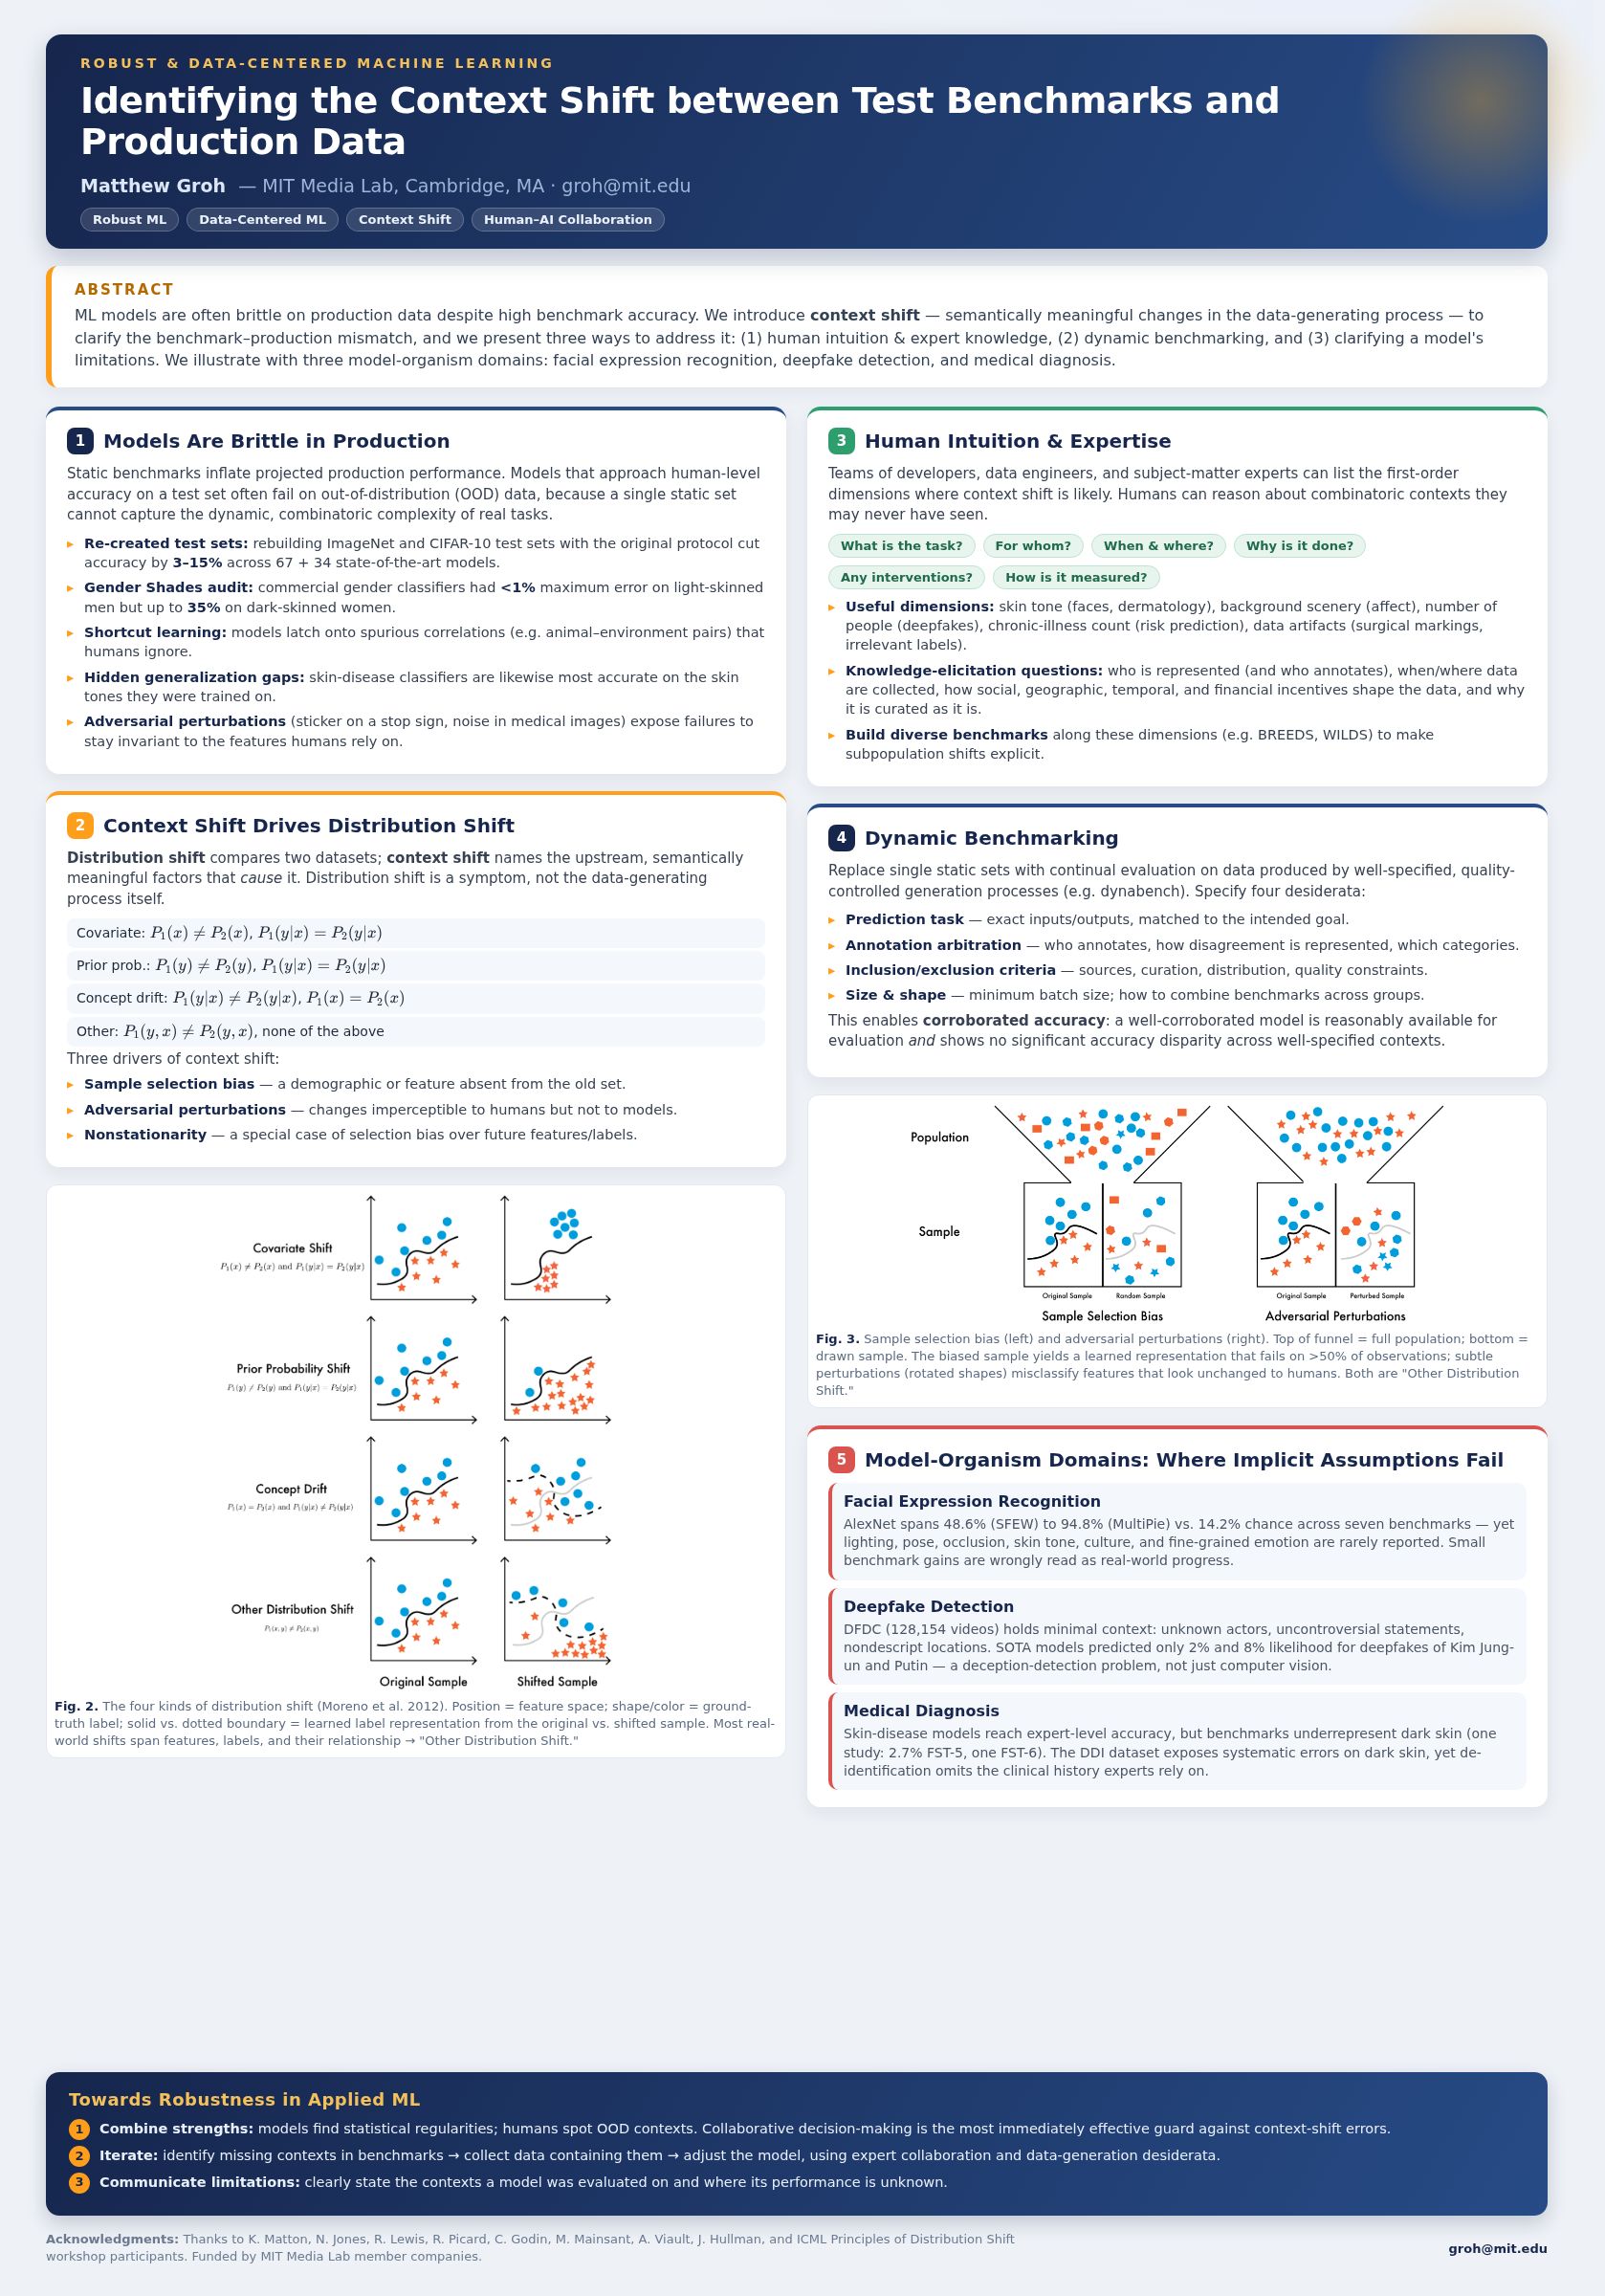 ROBUST & DATA-CENTERED MACHINE LEARNING
Identifying the Context Shift between Test Benchmarks and
Production Data
Matthew Groh — MIT Media Lab, Cambridge, MA · groh@mit.edu
Robust ML
Data-Centered ML
Context Shift
Human–AI Collaboration
ABSTRACT
ML models are often brittle on production data despite high benchmark accuracy. We introduce context shift — semantically meaningful changes in the data-generating process — to
clarify the benchmark–production mismatch, and we present three ways to address it: (1) human intuition & expert knowledge, (2) dynamic benchmarking, and (3) clarifying a model's
limitations. We illustrate with three model-organism domains: facial expression recognition, deepfake detection, and medical diagnosis.
1 Models Are Brittle in Production
Static benchmarks inflate projected production performance. Models that approach human-level
accuracy on a test set often fail on out-of-distribution (OOD) data, because a single static set
cannot capture the dynamic, combinatoric complexity of real tasks.
▸ Re-created test sets: rebuilding ImageNet and CIFAR-10 test sets with the original protocol cut
accuracy by 3–15% across 67 + 34 state-of-the-art models.
▸ Gender Shades audit: commercial gender classifiers had <1% maximum error on light-skinned
men but up to 35% on dark-skinned women.
▸ Shortcut learning: models latch onto spurious correlations (e.g. animal–environment pairs) that
humans ignore.
▸ Hidden generalization gaps: skin-disease classifiers are likewise most accurate on the skin
tones they were trained on.
▸ Adversarial perturbations (sticker on a stop sign, noise in medical images) expose failures to
stay invariant to the features humans rely on.
2 Context Shift Drives Distribution Shift
Distribution shift compares two datasets; context shift names the upstream, semantically
meaningful factors that cause it. Distribution shift is a symptom, not the data-generating
process itself.
Covariate: P₁(x) ≠ P₂(x), P₁(y|x) = P₂(y|x)
Prior prob.: P₁(y) ≠ P₂(y), P₁(y|x) = P₂(y|x)
Concept drift: P₁(y|x) ≠ P₂(y|x), P₁(x) = P₂(x)
Other: P₁(y, x) ≠ P₂(y, x), none of the above
Three drivers of context shift:
▸ Sample selection bias — a demographic or feature absent from the old set.
▸ Adversarial perturbations — changes imperceptible to humans but not to models.
▸ Nonstationarity — a special case of selection bias over future features/labels.
Covariate Shift
P₁(x) ≠ P₂(x) and P₁(y|x) = P₂(y|x)
Prior Probability Shift
P₁(y) ≠ P₂(y) and P₁(y|x) = P₂(y|x)
Concept Drift
P₁(x) = P₂(x) and P₁(y|x) ≠ P₂(y|x)
Other Distribution Shift
P₁(x, y) ≠ P₂(x, y)
Original Sample
Shifted Sample
Fig. 2. The four kinds of distribution shift (Moreno et al. 2012). Position = feature space; shape/color = ground-
truth label; solid vs. dotted boundary = learned label representation from the original vs. shifted sample. Most real-
world shifts span features, labels, and their relationship → "Other Distribution Shift."
3 Human Intuition & Expertise
Teams of developers, data engineers, and subject-matter experts can list the first-order
dimensions where context shift is likely. Humans can reason about combinatoric contexts they
may never have seen.
What is the task?
For whom?
When & where?
Why is it done?
Any interventions?
How is it measured?
▸ Useful dimensions: skin tone (faces, dermatology), background scenery (affect), number of
people (deepfakes), chronic-illness count (risk prediction), data artifacts (surgical markings,
irrelevant labels).
▸ Knowledge-elicitation questions: who is represented (and who annotates), when/where data
are collected, how social, geographic, temporal, and financial incentives shape the data, and why
it is curated as it is.
▸ Build diverse benchmarks along these dimensions (e.g. BREEDS, WILDS) to make
subpopulation shifts explicit.
4 Dynamic Benchmarking
Replace single static sets with continual evaluation on data produced by well-specified, quality-
controlled generation processes (e.g. dynabench). Specify four desiderata:
▸ Prediction task — exact inputs/outputs, matched to the intended goal.
▸ Annotation arbitration — who annotates, how disagreement is represented, which categories.
▸ Inclusion/exclusion criteria — sources, curation, distribution, quality constraints.
▸ Size & shape — minimum batch size; how to combine benchmarks across groups.
This enables corroborated accuracy: a well-corroborated model is reasonably available for
evaluation and shows no significant accuracy disparity across well-specified contexts.
Population
Sample
Original Sample
Random Sample
Original Sample
Perturbed Sample
Sample Selection Bias
Adversarial Perturbations
Fig. 3. Sample selection bias (left) and adversarial perturbations (right). Top of funnel = full population; bottom =
drawn sample. The biased sample yields a learned representation that fails on >50% of observations; subtle
perturbations (rotated shapes) misclassify features that look unchanged to humans. Both are "Other Distribution
Shift."
5 Model-Organism Domains: Where Implicit Assumptions Fail
Facial Expression Recognition
AlexNet spans 48.6% (SFEW) to 94.8% (MultiPie) vs. 14.2% chance across seven benchmarks — yet
lighting, pose, occlusion, skin tone, culture, and fine-grained emotion are rarely reported. Small
benchmark gains are wrongly read as real-world progress.
Deepfake Detection
DFDC (128,154 videos) holds minimal context: unknown actors, uncontroversial statements,
nondescript locations. SOTA models predicted only 2% and 8% likelihood for deepfakes of Kim Jung-
un and Putin — a deception-detection problem, not just computer vision.
Medical Diagnosis
Skin-disease models reach expert-level accuracy, but benchmarks underrepresent dark skin (one
study: 2.7% FST-5, one FST-6). The DDI dataset exposes systematic errors on dark skin, yet de-
identification omits the clinical history experts rely on.
Towards Robustness in Applied ML
1 Combine strengths: models find statistical regularities; humans spot OOD contexts. Collaborative decision-making is the most immediately effective guard against context-shift errors.
2 Iterate: identify missing contexts in benchmarks → collect data containing them → adjust the model, using expert collaboration and data-generation desiderata.
3 Communicate limitations: clearly state the contexts a model was evaluated on and where its performance is unknown.
Acknowledgments: Thanks to K. Matton, N. Jones, R. Lewis, R. Picard, C. Godin, M. Mainsant, A. Viault, J. Hullman, and ICML Principles of Distribution Shift
workshop participants. Funded by MIT Media Lab member companies.
groh@mit.edu